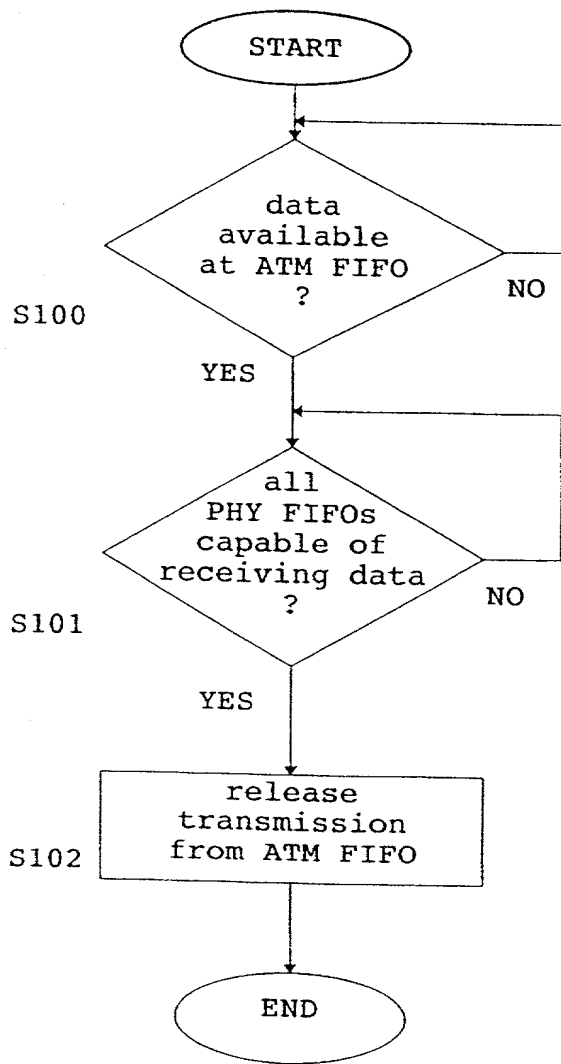 START
data
available
at ATM FIFO
?
NO
S100
YES
all
PHY FIFOs
capable of
receiving data
?
NO
S101
YES
release
transmission
from ATM FIFO
S102
END